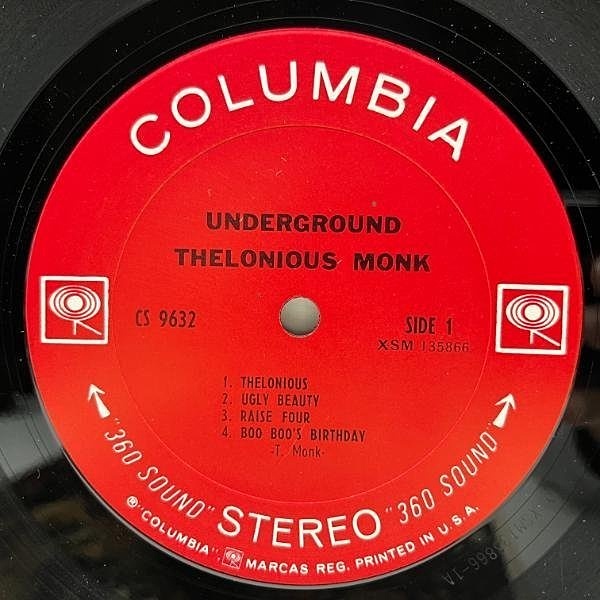 COLUMBIA
UNDERGROUND
THELONIOUS MONK
CS 9632
SIDE 1
XSM 135866
1. THELONIOUS
2. UGLY BEAUTY
3. RAISE FOUR
4. BOO BOO'S BIRTHDAY
-T. Monk-
"360 SOUND" STEREO "360 SOUND"
® "COLUMBIA", MARCAS REG. PRINTED IN U.S.A.